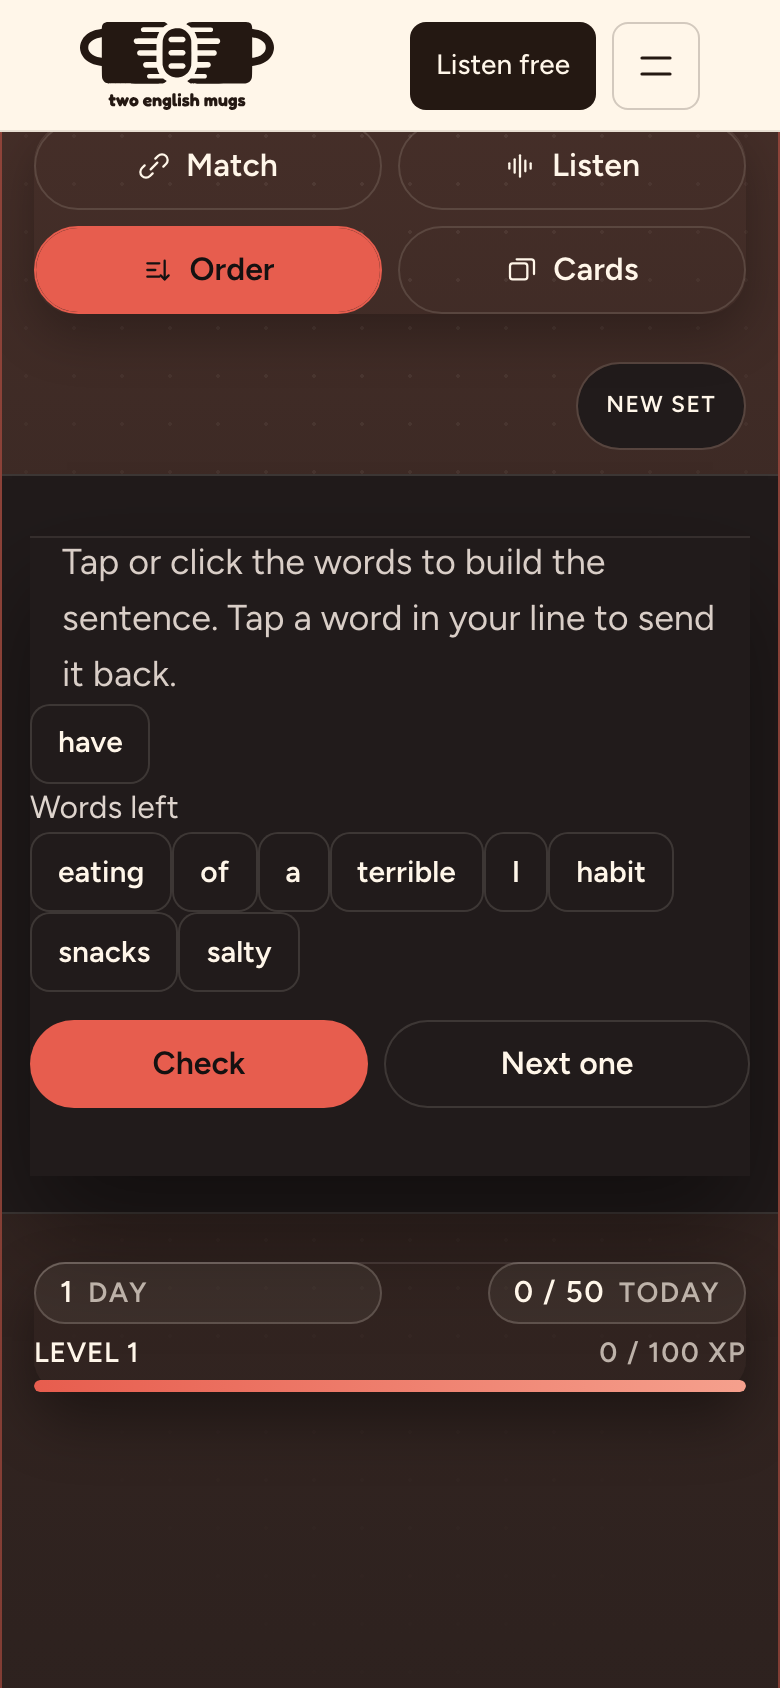 two english mugs
Listen free
Match
Listen
Order
Cards
NEW SET
Tap or click the words to build the
sentence. Tap a word in your line to send
it back.
have
Words left
eating of a terrible I habit
snacks salty
Check
Next one
1 DAY
0 / 50 TODAY
LEVEL 1
0 / 100 XP